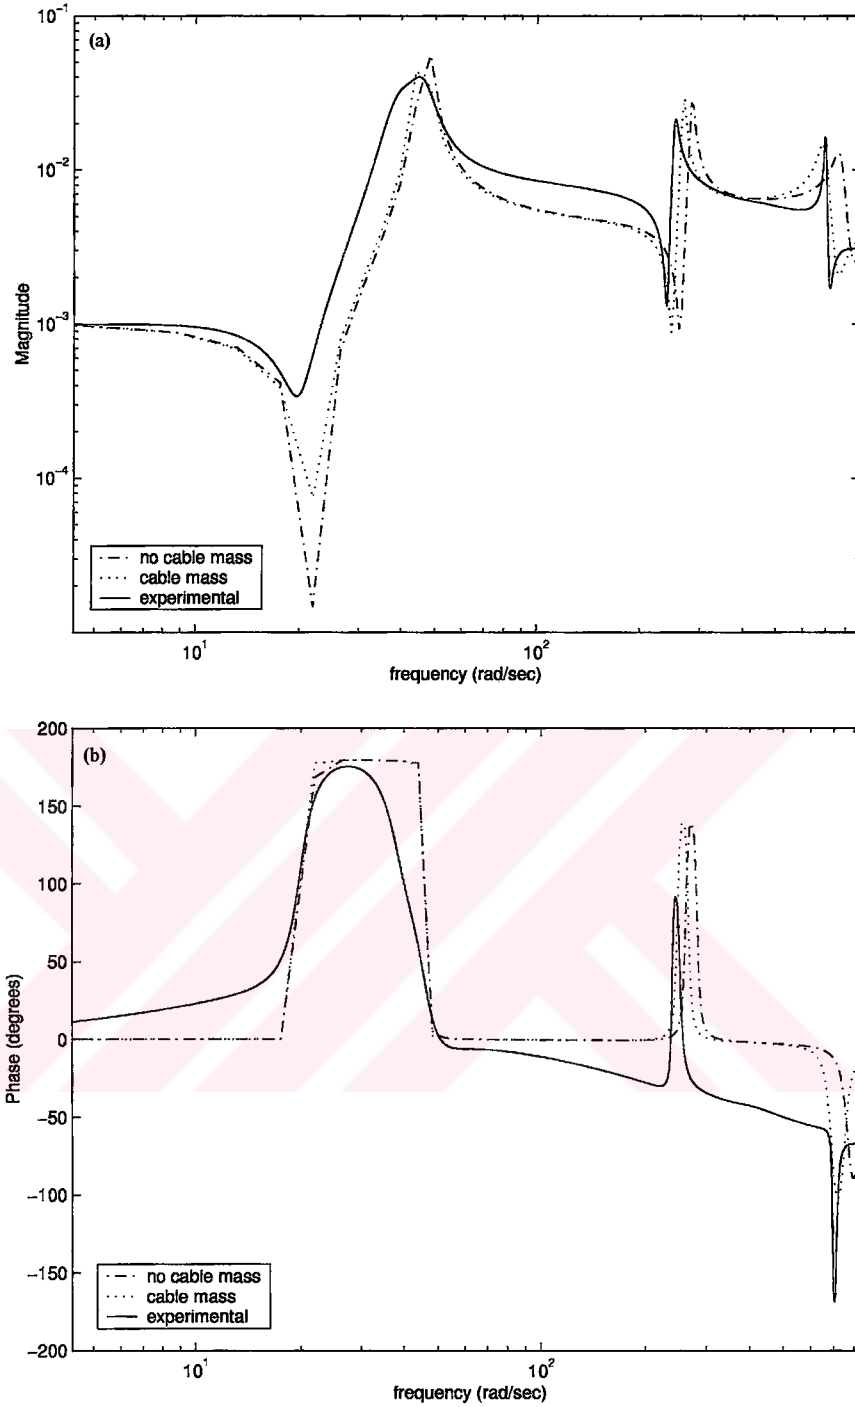 (a)
10⁻¹
10⁻²
10⁻³
10⁻⁴
Magnitude
no cable mass
cable mass
experimental
10¹
10²
frequency (rad/sec)
(b)
200
150
100
50
0
−50
−100
−150
−200
Phase (degrees)
no cable mass
cable mass
experimental
10¹
10²
frequency (rad/sec)